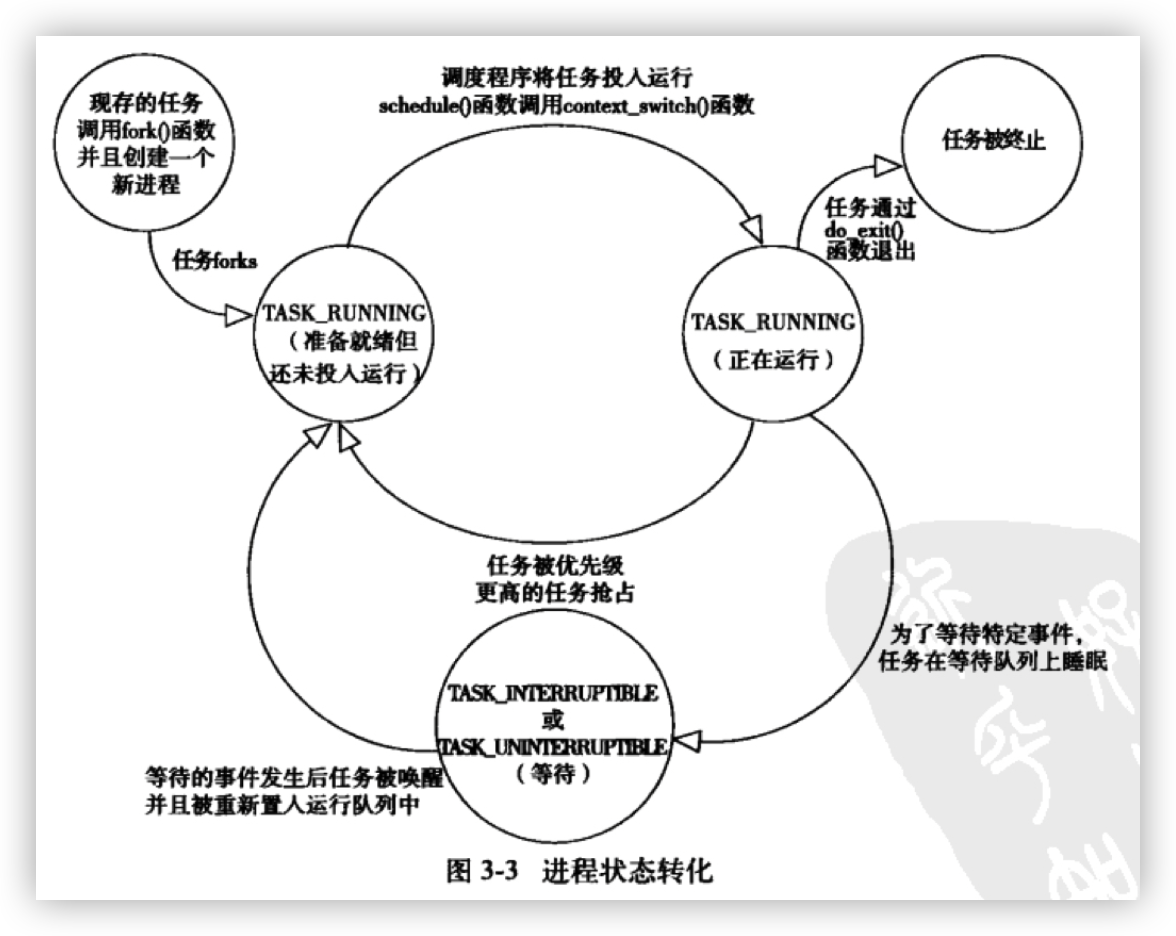 现存的任务
调用fork()函数
并且创建一个
新进程
任务forks
调度程序将任务投入运行
schedule()函数调用context_switch()函数
任务被终止
任务通过
do_exit()
函数退出
TASK_RUNNING
（准备就绪但
还未投入运行）
TASK_RUNNING
（正在运行）
任务被优先级
更高的任务抢占
为了等待特定事件，
任务在等待队列上睡眠
TASK_INTERRUPTIBLE
或
TASK_UNINTERRUPTIBLE
（等待）
等待的事件发生后任务被唤醒
并且被重新置入运行队列中
图 3-3 进程状态转化